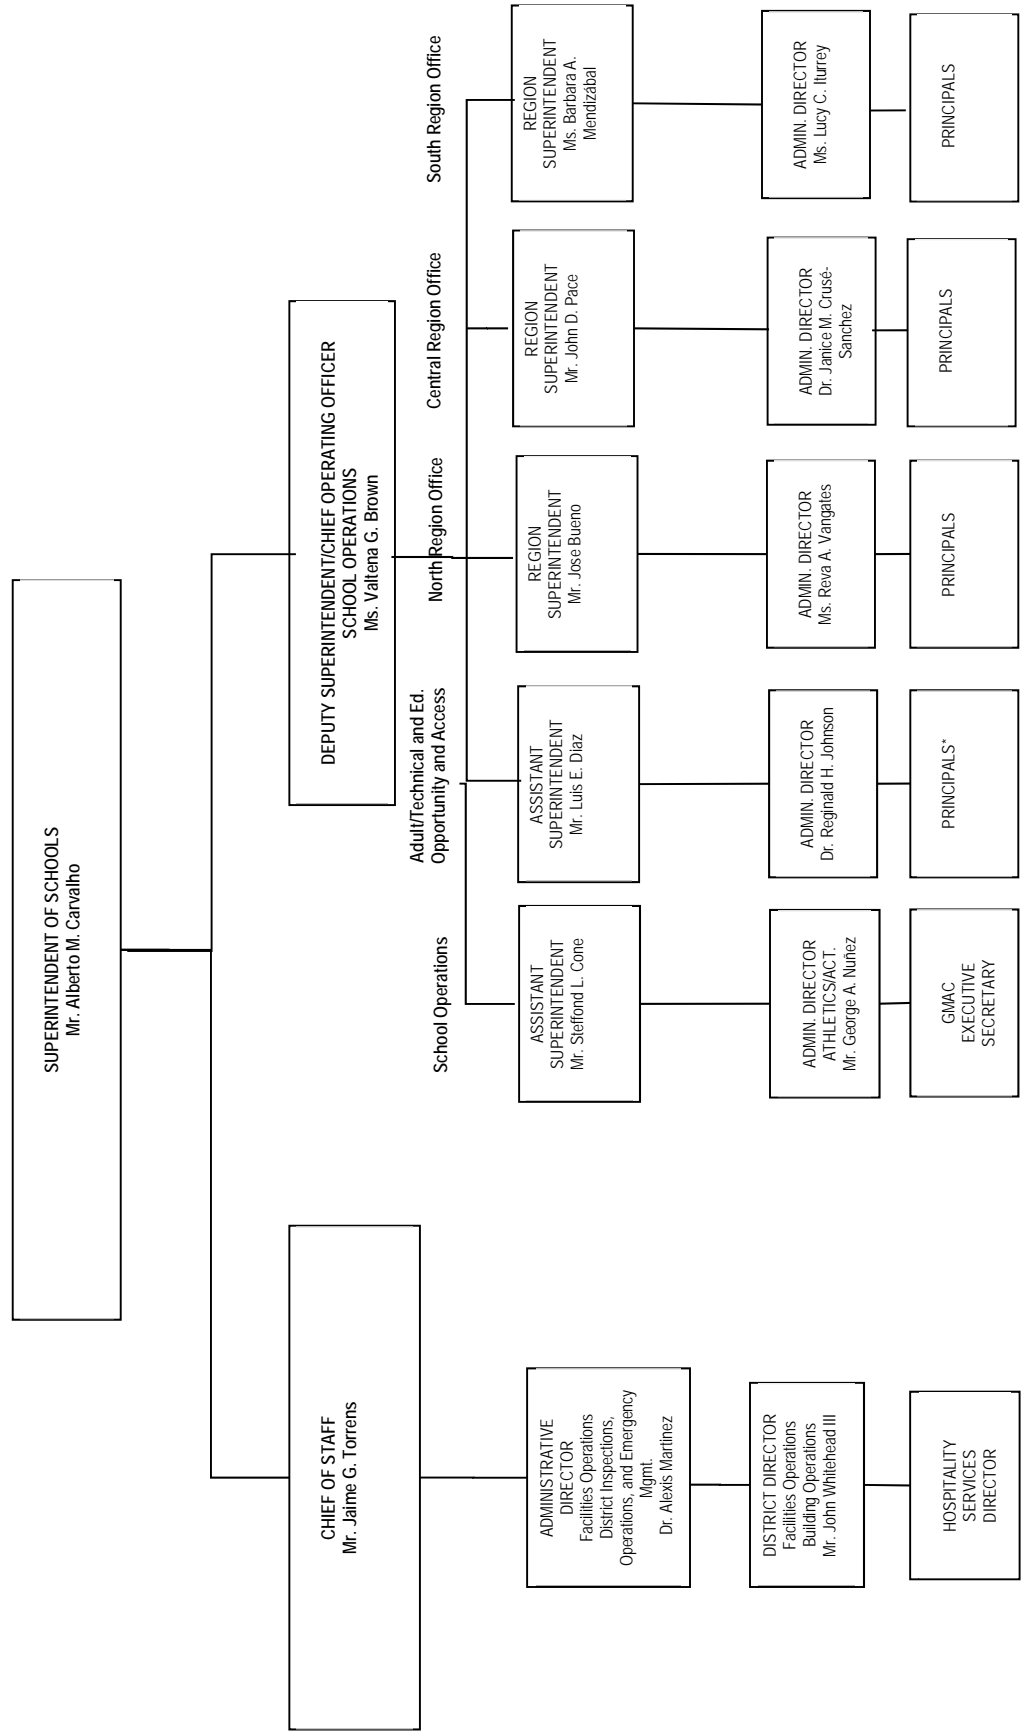 SUPERINTENDENT OF SCHOOLS
Mr. Alberto M. Carvalho
CHIEF OF STAFF
Mr. Jaime G. Torrens
DEPUTY SUPERINTENDENT/CHIEF OPERATING OFFICER
SCHOOL OPERATIONS
Ms. Valtena G. Brown
School Operations
Adult/Technical and Ed.
Opportunity and Access
North Region Office
Central Region Office
South Region Office
ADMINISTRATIVE
DIRECTOR
Facilities Operations
District Inspections,
Operations, and Emergency
Mgmt.
Dr. Alexis Martinez
ASSISTANT
SUPERINTENDENT
Mr. Steffond L. Cone
ASSISTANT
SUPERINTENDENT
Mr. Luis E. Diaz
REGION
SUPERINTENDENT
Mr. Jose Bueno
REGION
SUPERINTENDENT
Mr. John D. Pace
REGION
SUPERINTENDENT
Ms. Barbara A.
Mendizábal
DISTRICT DIRECTOR
Facilities Operations
Building Operations
Mr. John Whitehead III
ADMIN. DIRECTOR
ATHLETICS/ACT.
Mr. George A. Nuñez
ADMIN. DIRECTOR
Dr. Reginald H. Johnson
ADMIN. DIRECTOR
Ms. Reva A. Vangates
ADMIN. DIRECTOR
Dr. Janice M. Crusé-
Sanchez
ADMIN. DIRECTOR
Ms. Lucy C. Iturrey
HOSPITALITY
SERVICES
DIRECTOR
GMAC
EXECUTIVE
SECRETARY
PRINCIPALS*
PRINCIPALS
PRINCIPALS
PRINCIPALS